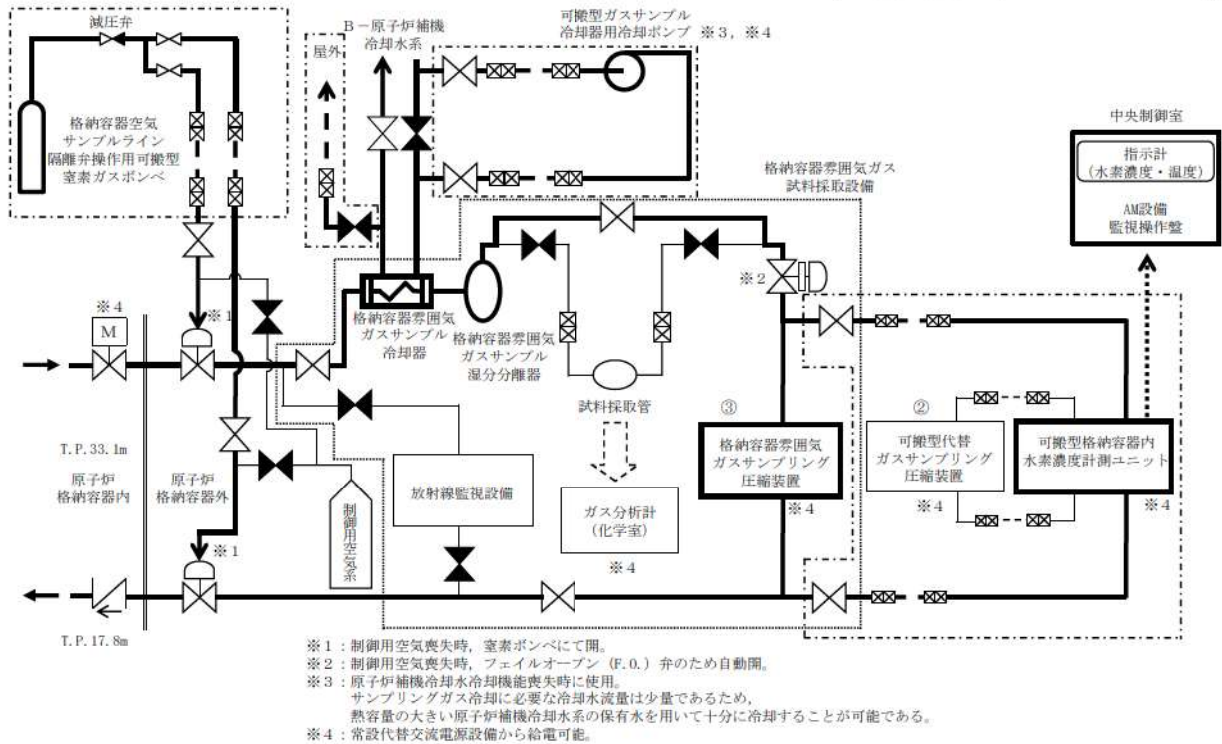 減圧弁
格納容器空気
サンプルライン
隔離弁操作用可搬型
窒素ガスボンベ
屋外
B-原子炉補機
冷却水系
可搬型ガスサンプル
冷却器用冷却ポンプ ※3, ※4
中央制御室
指示計
(水素濃度・温度)
AM設備
監視操作盤
格納容器雰囲気ガス
試料採取設備
※4
M
※1
※2
格納容器雰囲気
ガスサンプル
冷却器
格納容器雰囲気
ガスサンプル
湿分分離器
試料採取管
③
格納容器雰囲気
ガスサンプリング
圧縮装置
※4
②
可搬型代替
ガスサンプリング
圧縮装置
※4
可搬型格納容器内
水素濃度計測ユニット
※4
T.P.33.1m
原子炉
格納容器内
原子炉
格納容器外
制御用空気系
放射線監視設備
ガス分析計
(化学室)
※4
※1
T.P.17.8m
※1:制御用空気喪失時,窒素ボンベにて開。
※2:制御用空気喪失時,フェイルオープン (F.O.) 弁のため自動開。
※3:原子炉補機冷却水冷却機能喪失時に使用。
サンプリングガス冷却に必要な冷却水流量は少量であるため,
熱容量の大きい原子炉補機冷却水系の保有水を用いて十分に冷却することが可能である。
※4:常設代替交流電源設備から給電可能。